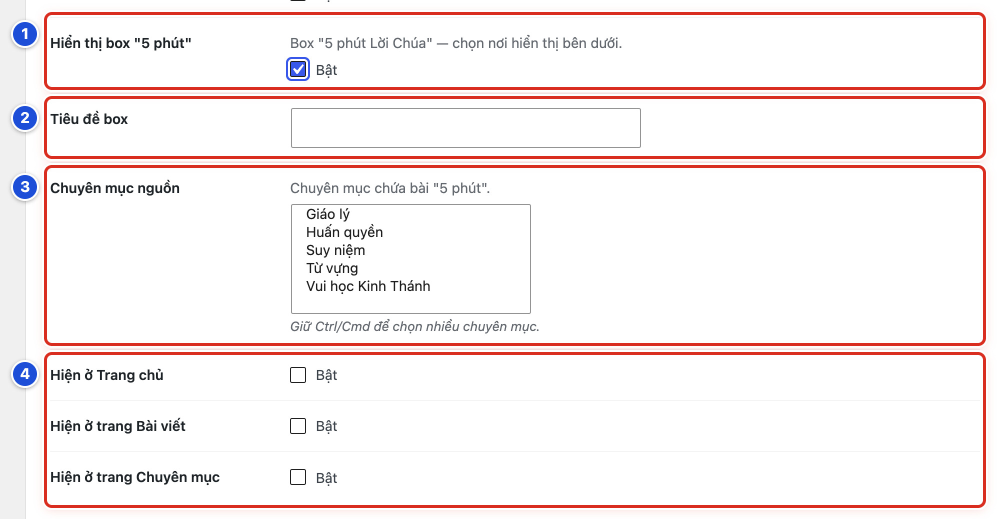 1
Hiển thị box "5 phút"
Box "5 phút Lời Chúa" — chọn nơi hiển thị bên dưới.
Bật
2
Tiêu đề box
3
Chuyên mục nguồn
Chuyên mục chứa bài "5 phút".
Giáo lý
Huấn quyền
Suy niệm
Từ vựng
Vui học Kinh Thánh
Giữ Ctrl/Cmd để chọn nhiều chuyên mục.
4
Hiện ở Trang chủ
Bật
Hiện ở trang Bài viết
Bật
Hiện ở trang Chuyên mục
Bật